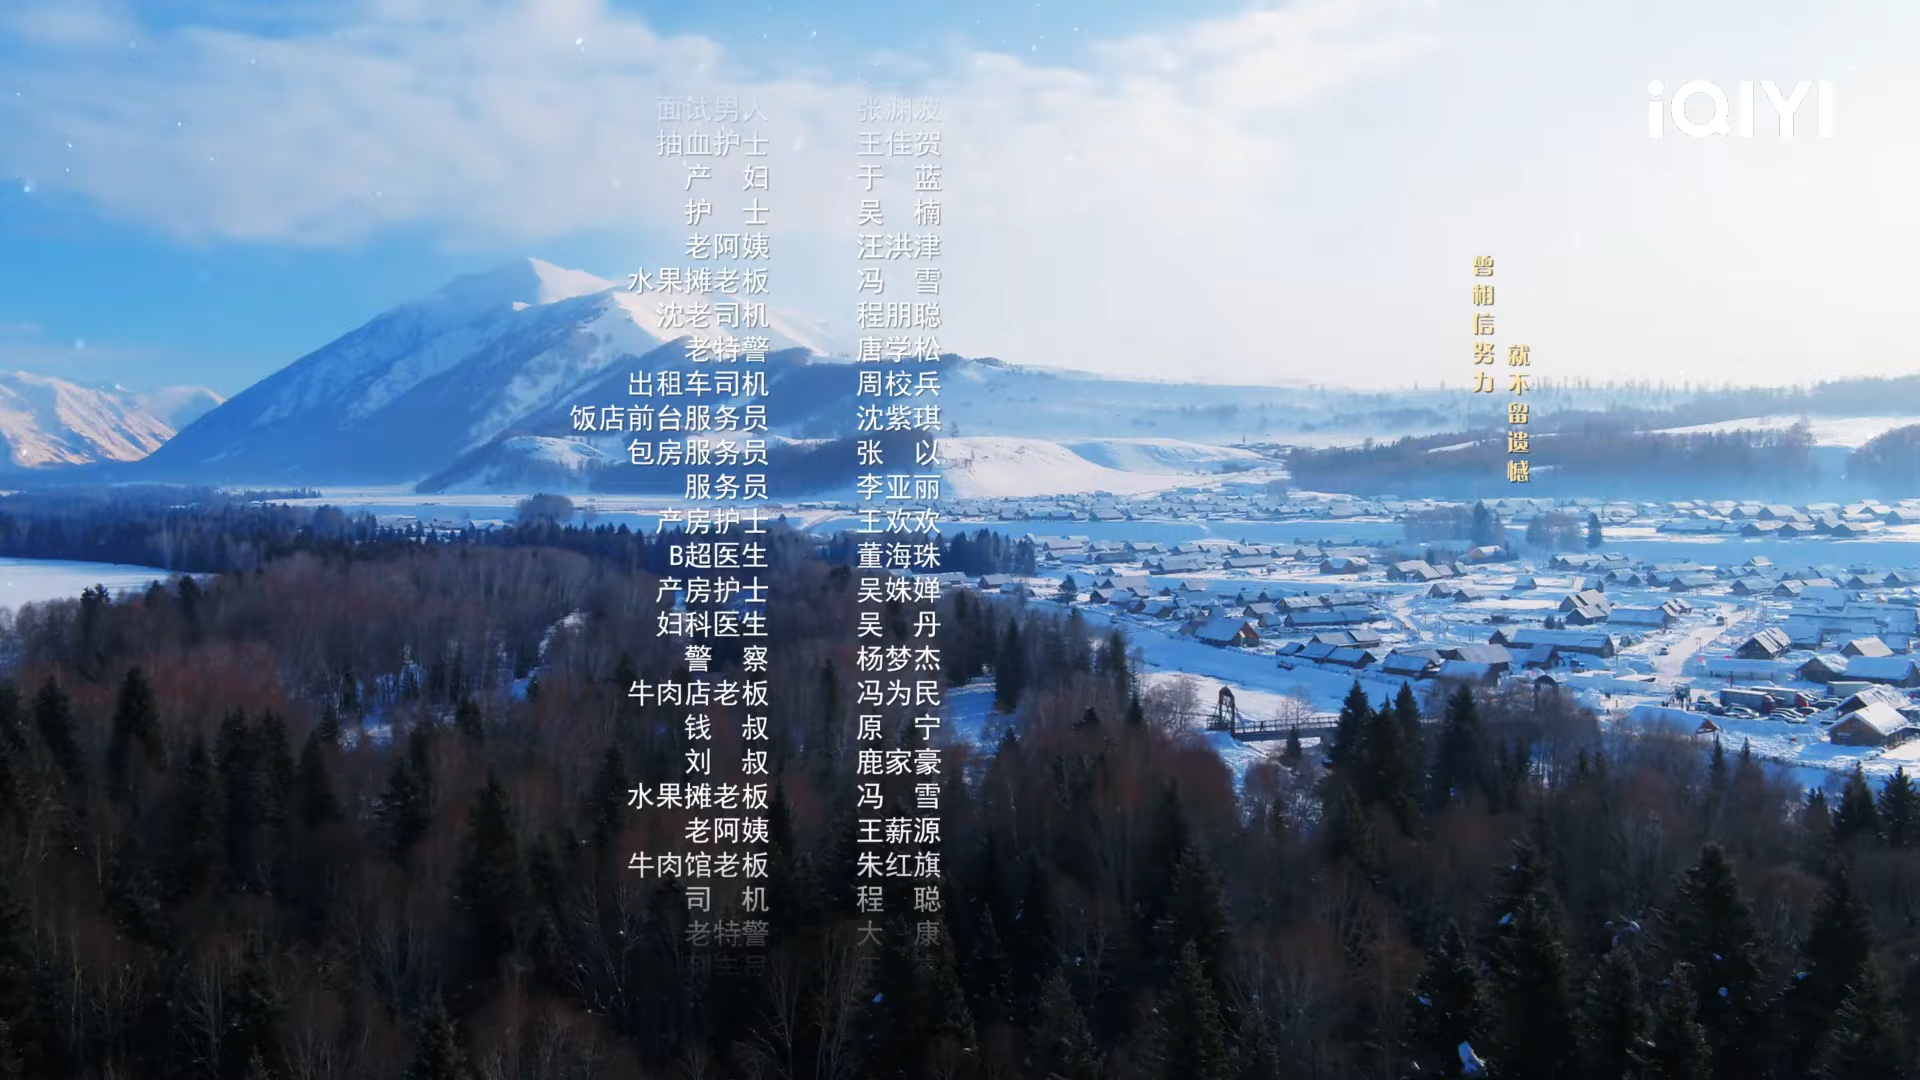 iQIYI
面试男人 张渊波
抽血护士 王佳贺
产 妇 于 蓝
护 士 吴 楠
老阿姨 汪洪津
水果摊老板 冯 雪
沈老司机 程朋聪
老特警 唐学松
出租车司机 周校兵
饭店前台服务员 沈紫琪
包房服务员 张 以
服务员 李亚丽
产房护士 王欢欢
B超医生 董海珠
产房护士 吴姝婵
妇科医生 吴 丹
警 察 杨梦杰
牛肉店老板 冯为民
钱 叔 原 宁
刘 叔 鹿家豪
水果摊老板 冯 雪
老阿姨 王薪源
牛肉馆老板 朱红旗
司 机 程 聪
老特警 大 康
曾相信努力
就不留遗憾